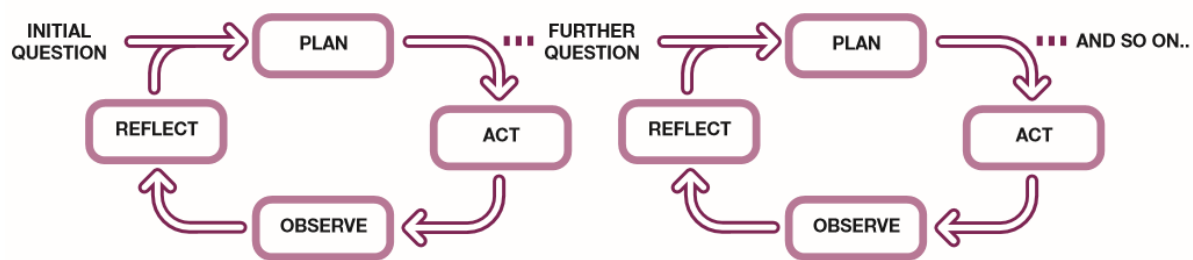 INITIAL
QUESTION
PLAN
ACT
OBSERVE
REFLECT
FURTHER
QUESTION
PLAN
ACT
OBSERVE
REFLECT
AND SO ON..